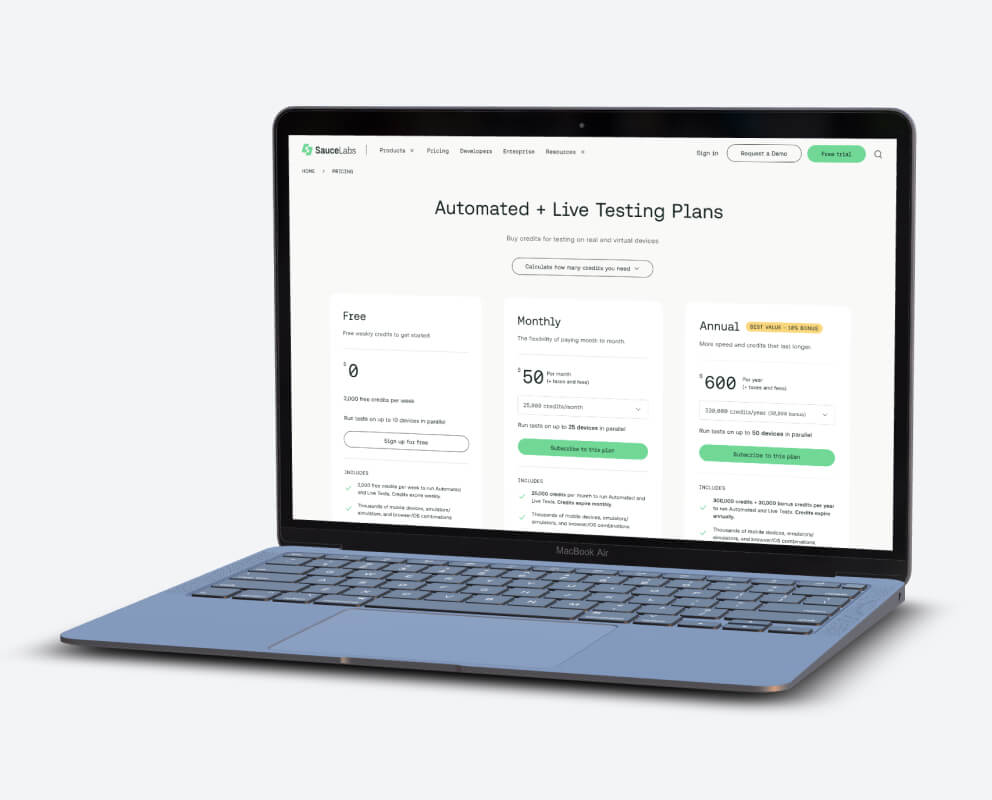 SauceLabs
Products
Pricing
Developers
Enterprise
Resources
Sign in
Request a Demo
Free trial
HOME > PRICING
Automated + Live Testing Plans
Buy credits for testing on real and virtual devices
Calculate how many credits you need
Free
Free weekly credits to get started.
$ 0
2,000 free credits per week
Run tests on up to 10 devices in parallel
Sign up for free
INCLUDES
2,000 free credits per week to run Automated
and Live Tests. Credits expire weekly.
Thousands of mobile devices, emulators/
simulators, and browser/OS combinations
Monthly
The flexibility of paying month to month.
$ 50 Per month
(+ taxes and fees)
25,000 credits/month
Run tests on up to 25 devices in parallel
Subscribe to this plan
INCLUDES
25,000 credits per month to run Automated and
Live Tests. Credits expire monthly
Thousands of mobile devices, emulators/
simulators, and browser/OS combinations
Annual
BEST VALUE - 10% BONUS
More speed and credits that last longer.
$ 600 Per year
(+ taxes and fees)
330,000 credits/year (30,000 bonus)
Run tests on up to 50 devices in parallel
Subscribe to this plan
INCLUDES
300,000 credits + 30,000 bonus credits per year
to run Automated and Live Tests. Credits expire
annually.
Thousands of mobile devices, emulators/
simulators, and browser/OS combinations
MacBook Air